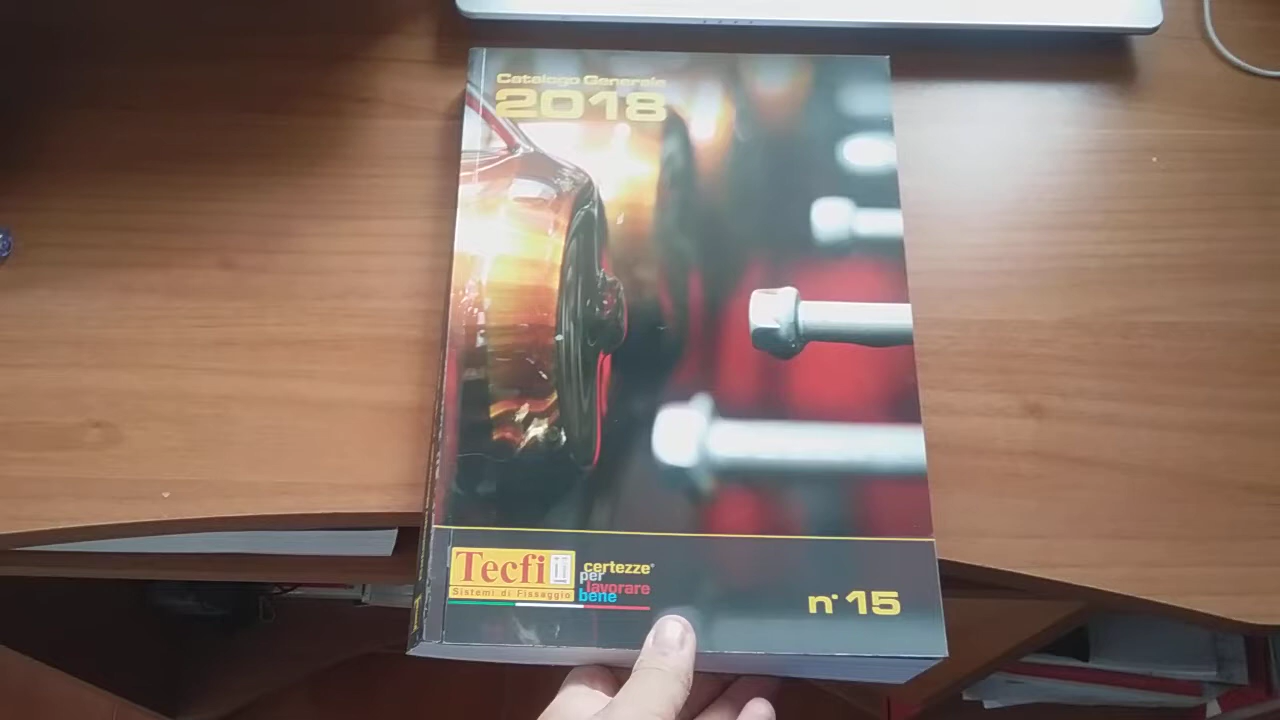 Catalogo Generale
2018
Tecfi
Sistemi di Fissaggio
certezze®
per
lavorare
bene
n° 15